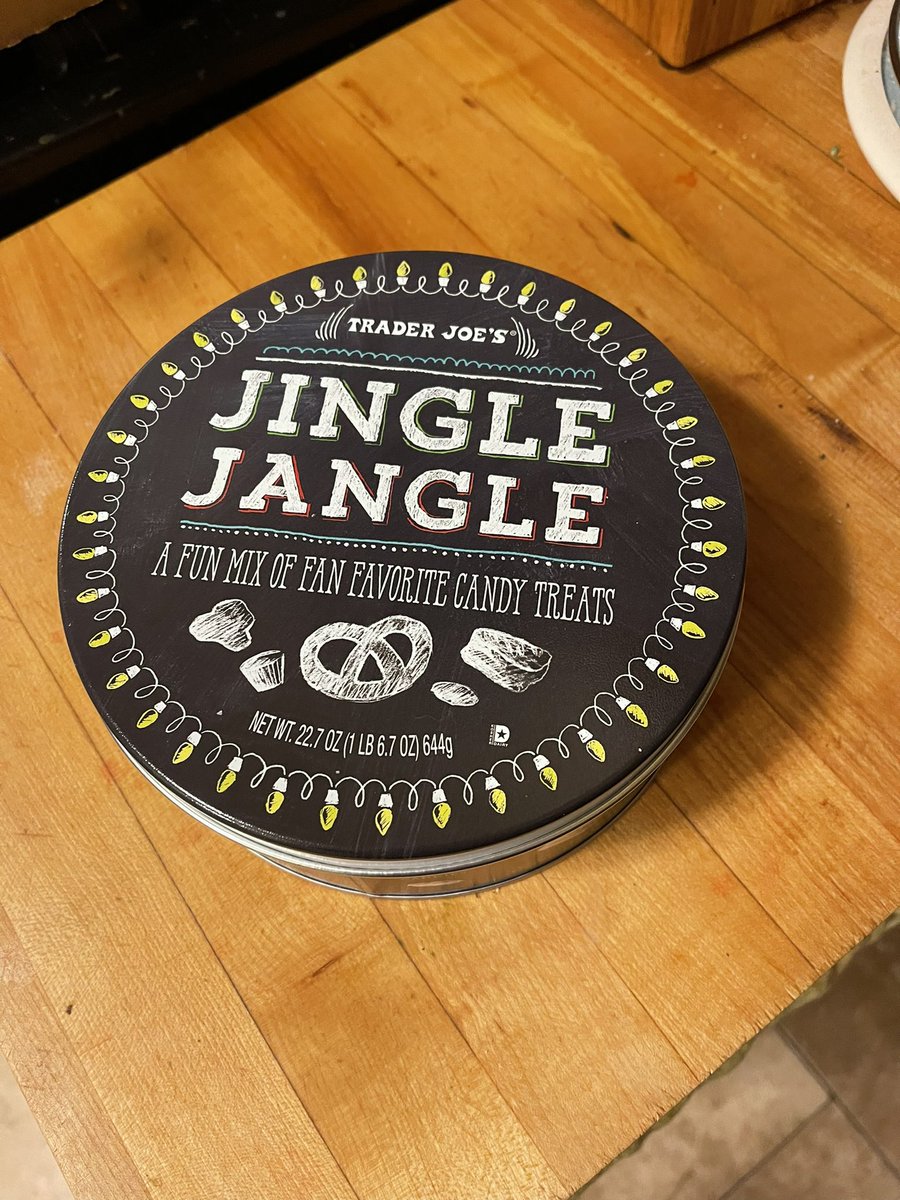 TRADER JOE'S®
JINGLE
JANGLE
A FUN MIX OF FAN FAVORITE CANDY TREATS
NET WT. 22.7 OZ (1 LB 6.7 OZ) 644g
D